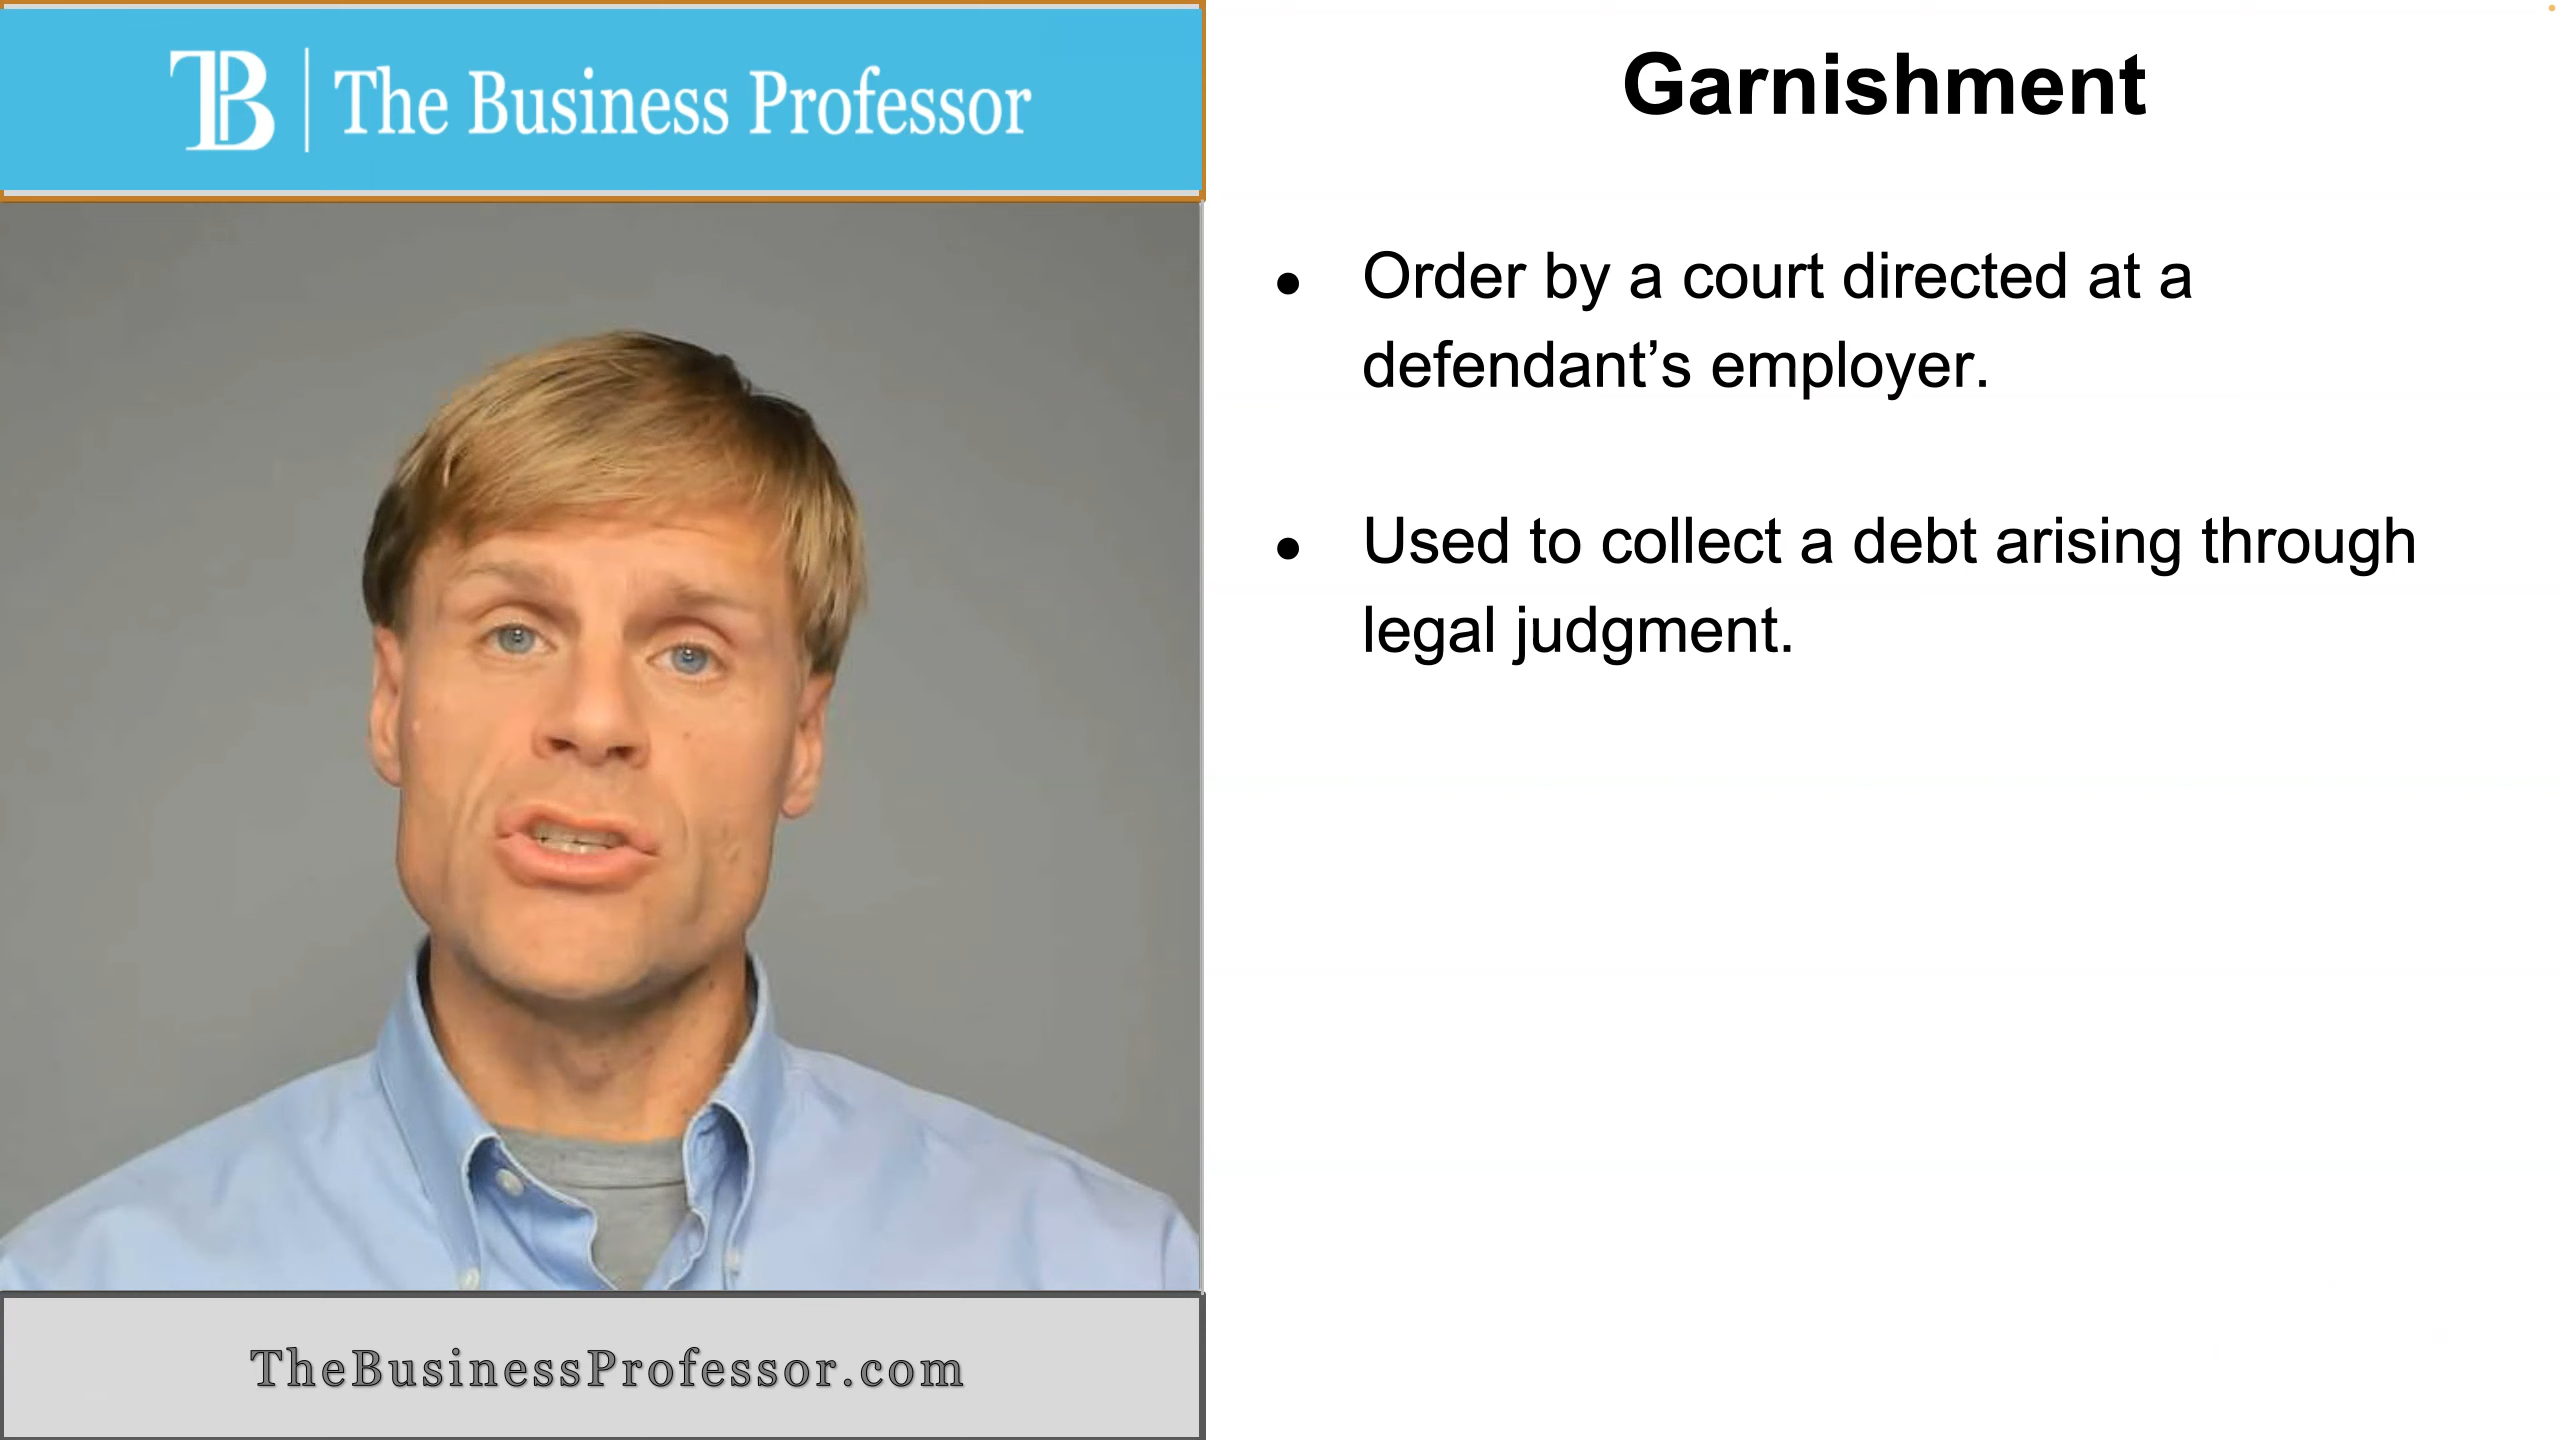 TB | The Business Professor
Garnishment
● Order by a court directed at a
defendant’s employer.
● Used to collect a debt arising through
legal judgment.
TheBusinessProfessor.com